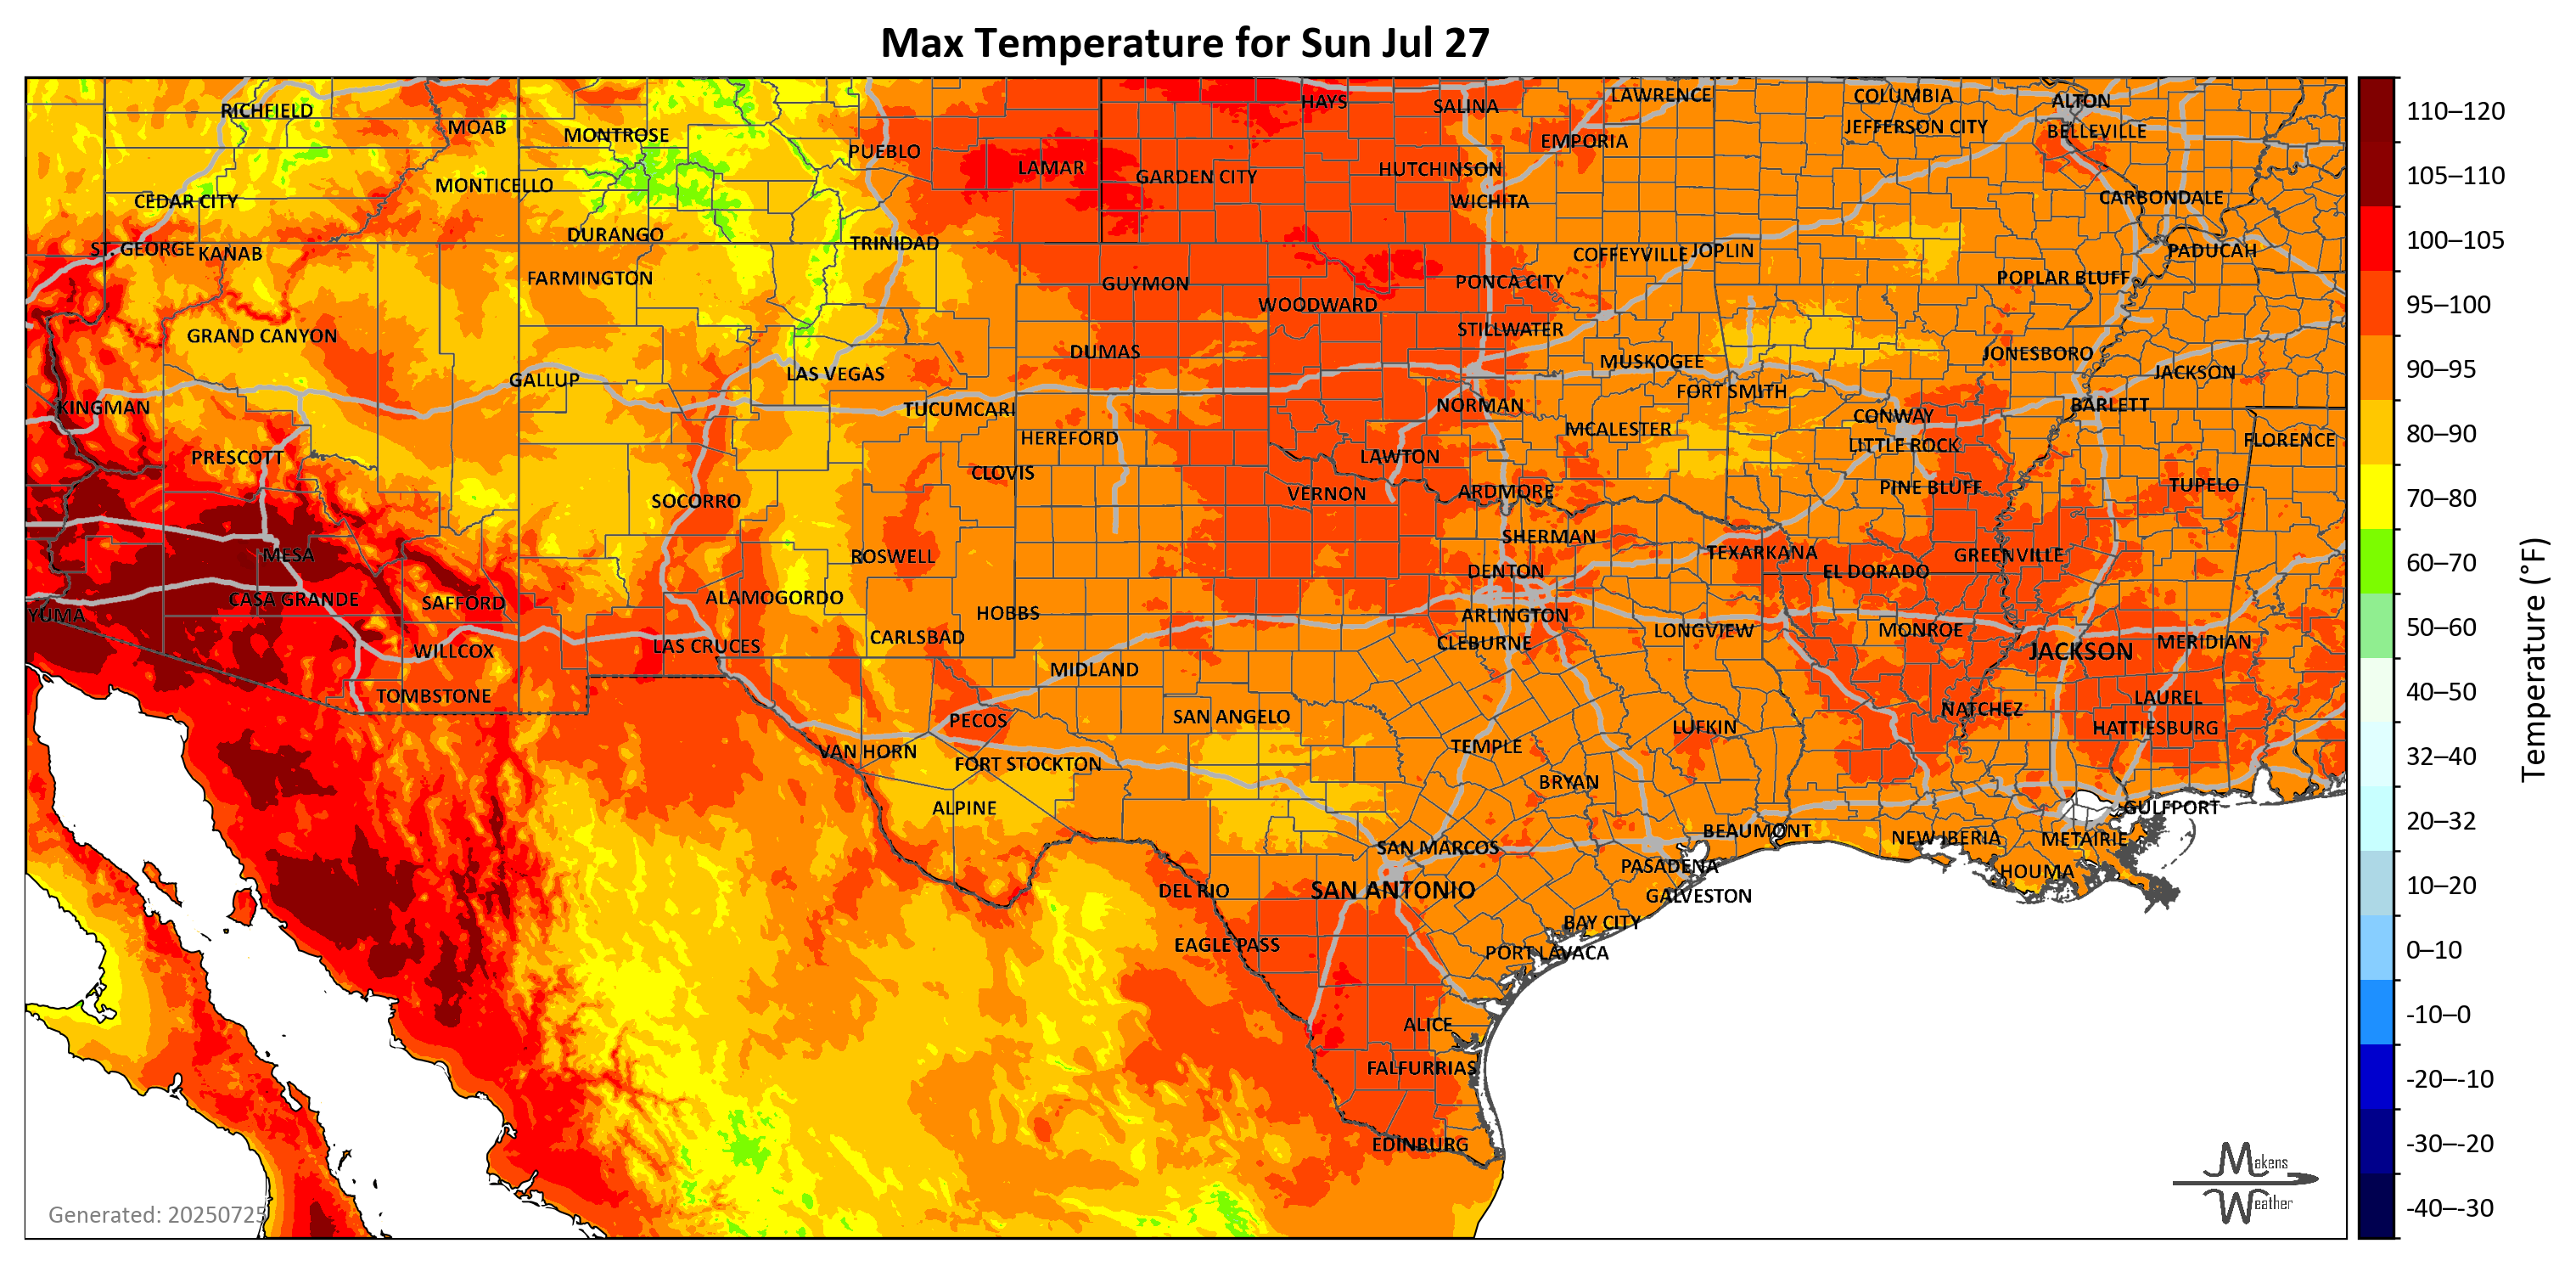 Max Temperature for Sun Jul 27
RICHFIELD
MOAB
MONTROSE
PUEBLO
LAMAR
HAYS
SALINA
LAWRENCE
COLUMBIA
ALTON
EMPORIA
JEFFERSON CITY
BELLEVILLE
CEDAR CITY
MONTICELLO
GARDEN CITY
HUTCHINSON
WICHITA
CARBONDALE
ST. GEORGE
KANAB
DURANGO
TRINIDAD
COFFEYVILLE
JOPLIN
PADUCAH
FARMINGTON
GUYMON
WOODWARD
PONCA CITY
POPLAR BLUFF
GRAND CANYON
DUMAS
STILLWATER
MUSKOGEE
JONESBORO
GALLUP
LAS VEGAS
FORT SMITH
JACKSON
KINGMAN
TUCUMCARI
NORMAN
CONWAY
BARLETT
PRESCOTT
HEREFORD
MCALESTER
LITTLE ROCK
FLORENCE
SOCORRO
CLOVIS
LAWTON
VERNON
ARDMORE
PINE BLUFF
TUPELO
MESA
ROSWELL
SHERMAN
TEXARKANA
GREENVILLE
DENTON
EL DORADO
YUMA
CASA GRANDE
SAFFORD
ALAMOGORDO
HOBBS
ARLINGTON
WILLCOX
LAS CRUCES
CARLSBAD
CLEBURNE
LONGVIEW
MONROE
JACKSON
MERIDIAN
TOMBSTONE
MIDLAND
PECOS
SAN ANGELO
LUFKIN
NATCHEZ
LAUREL
HATTIESBURG
VAN HORN
FORT STOCKTON
TEMPLE
BRYAN
ALPINE
BEAUMONT
NEW IBERIA
METAIRIE
GULFPORT
SAN MARCOS
PASADENA
HOUMA
DEL RIO
SAN ANTONIO
GALVESTON
EAGLE PASS
BAY CITY
PORT LAVACA
ALICE
FALFURRIAS
EDINBURG
Generated: 20250725
Makens
Weather
110–120
105–110
100–105
95–100
90–95
80–90
70–80
60–70
50–60
40–50
32–40
20–32
10–20
0–10
-10–0
-20–-10
-30–-20
-40–-30
Temperature (°F)